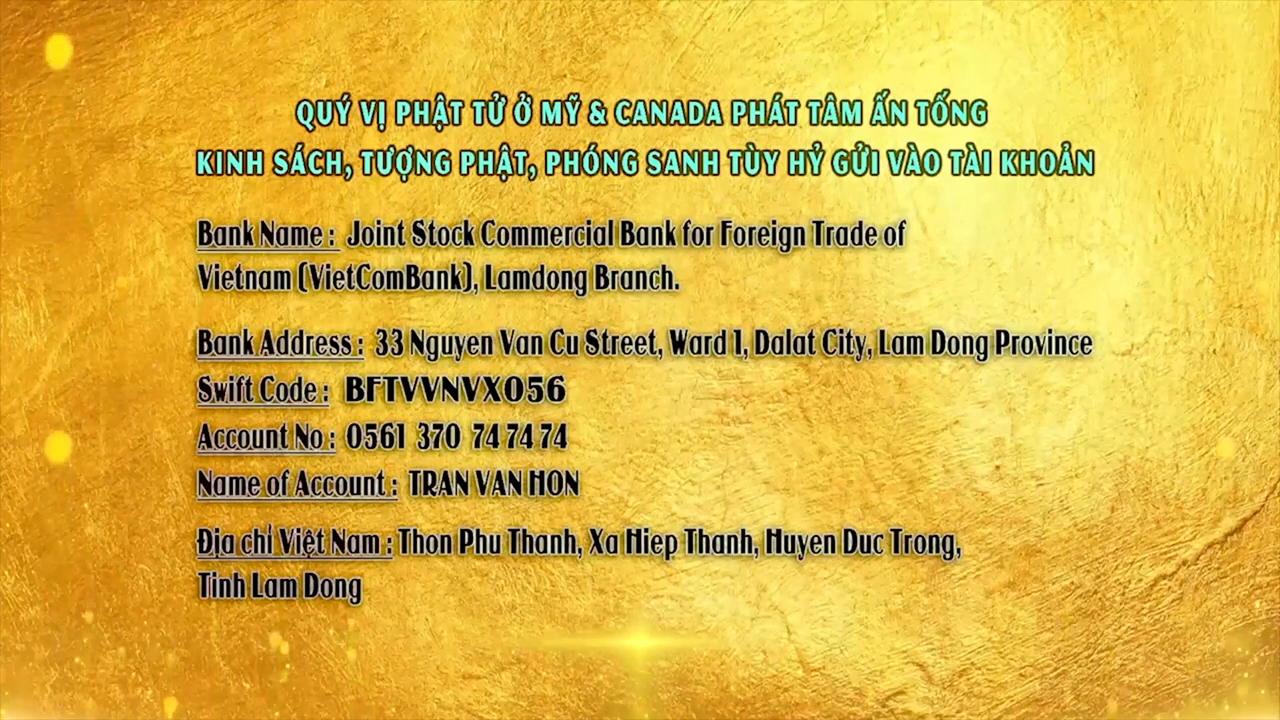 QUÝ VỊ PHẬT TỬ Ở MỸ & CANADA PHÁT TÂM ẤN TỐNG
KINH SÁCH, TƯỢNG PHẬT, PHÓNG SANH TÙY HỶ GỬI VÀO TÀI KHOẢN
Bank Name : Joint Stock Commercial Bank for Foreign Trade of
Vietnam (VietComBank), Lamdong Branch.
Bank Address : 33 Nguyen Van Cu Street, Ward 1, Dalat City, Lam Dong Province
Swift Code : BFTVVNVX056
Account No : 0561 370 74 74 74
Name of Account : TRAN VAN HON
Địa chỉ Việt Nam : Thon Phu Thanh, Xa Hiep Thanh, Huyen Duc Trong,
Tinh Lam Dong